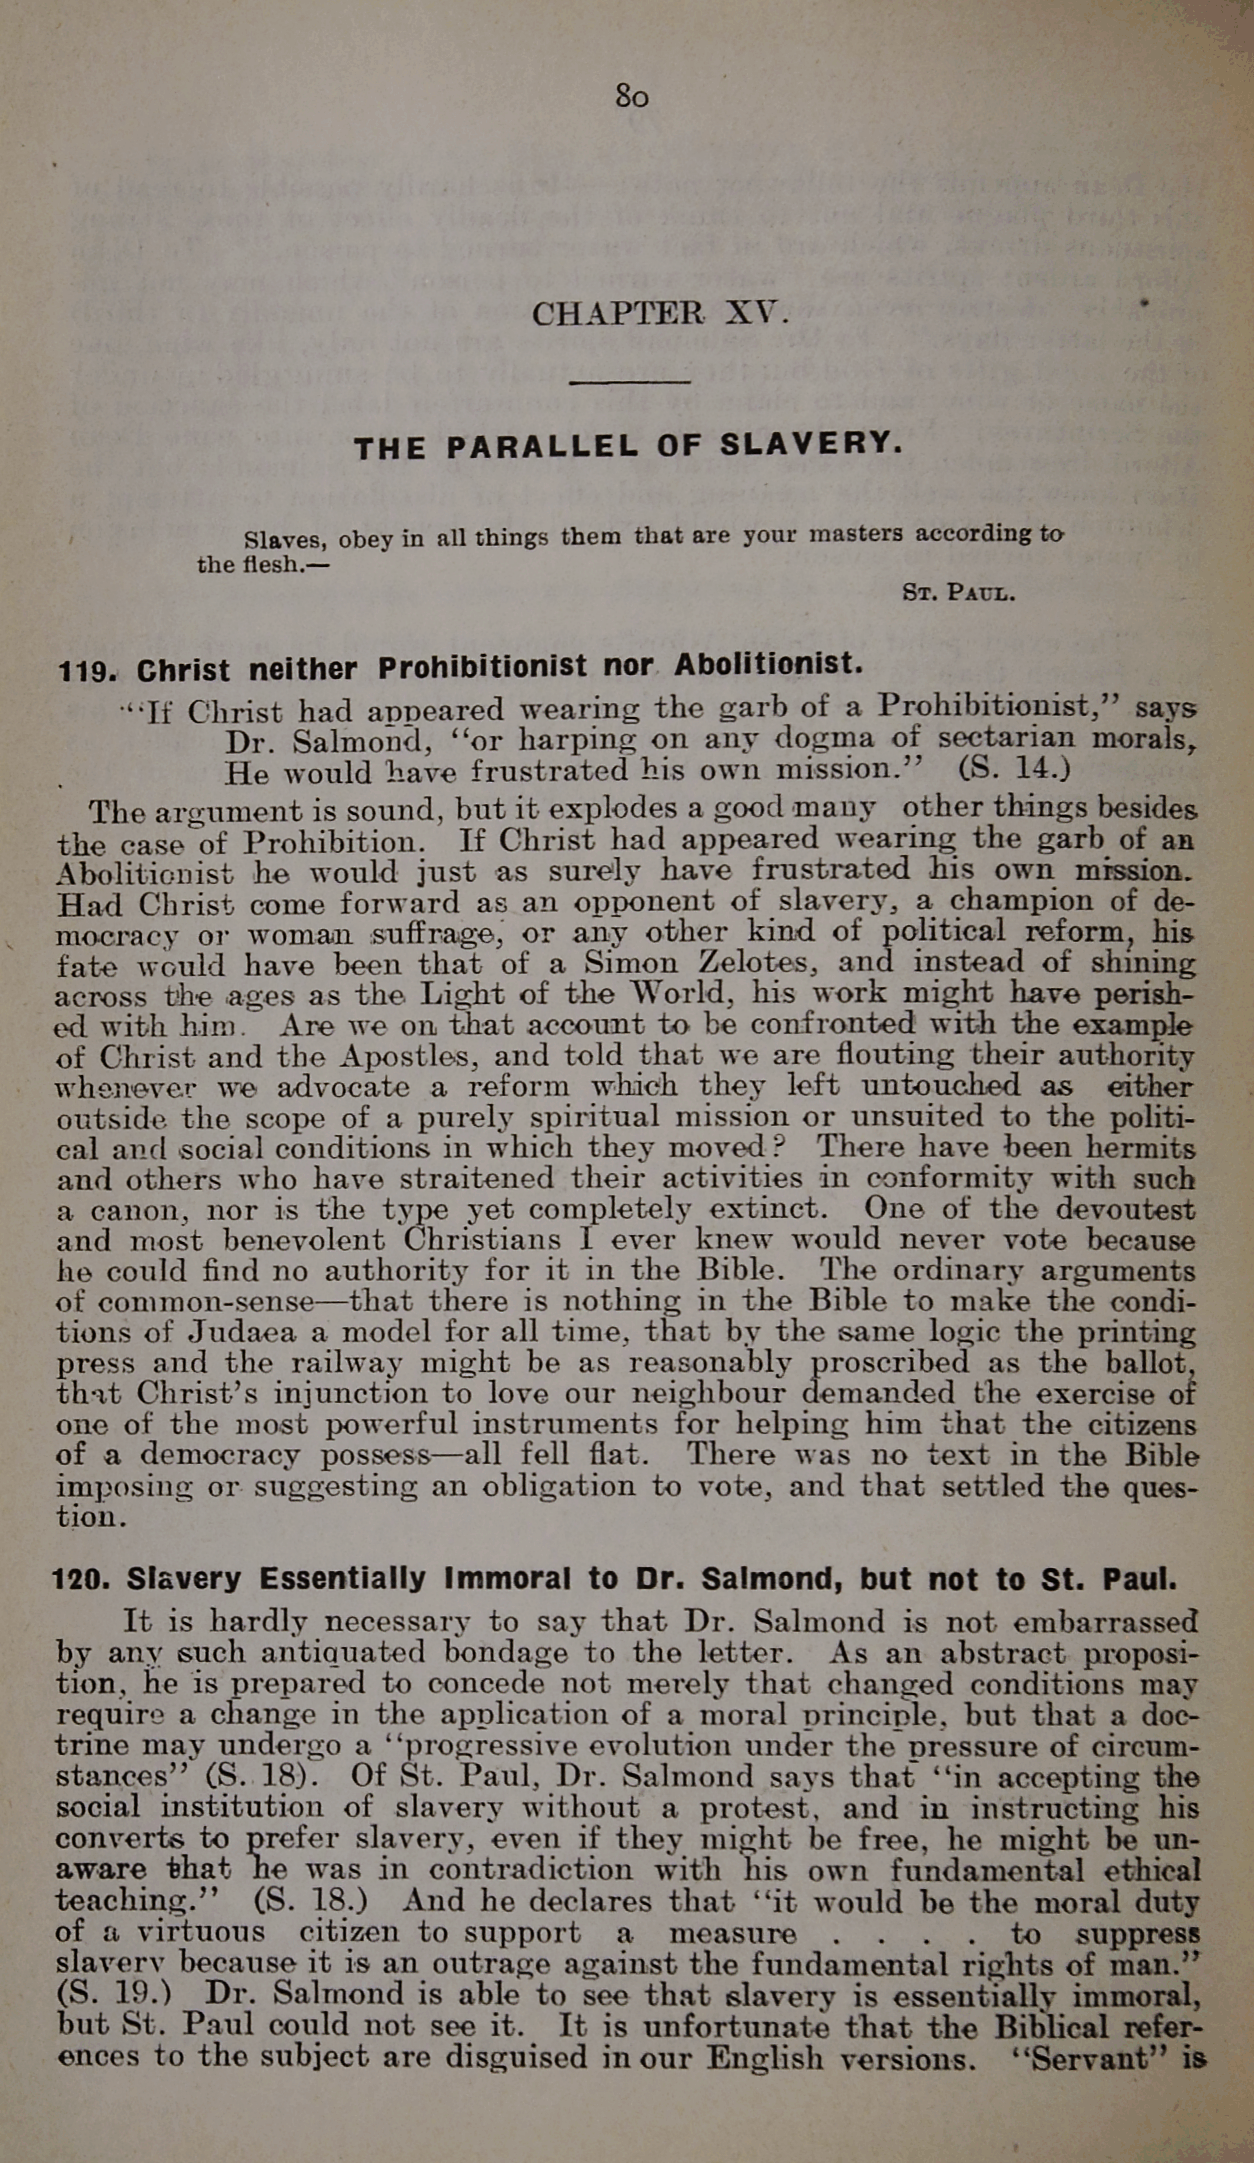 80
CHAPTER XV.
THE PARALLEL OF SLAVERY.
Slaves, obey in all things them that are your masters according to
the flesh.—
ST. PAUL.
119. Christ neither Prohibitionist nor Abolitionist.
"If Christ had appeared wearing the garb of a Prohibitionist," says
Dr. Salmond, "or harping on any dogma of sectarian morals,
He would have frustrated his own mission." (S. 14.)
The argument is sound, but it explodes a good many other things besides
the case of Prohibition. If Christ had appeared wearing the garb of an
Abolitionist he would just as surely have frustrated his own mission.
Had Christ come forward as an opponent of slavery, a champion of de-
mocracy or woman suffrage, or any other kind of political reform, his
fate would have been that of a Simon Zelotes, and instead of shining
across the ages as the Light of the World, his work might have perish-
ed with him. Are we on that account to be confronted with the example
of Christ and the Apostles, and told that we are flouting their authority
whenever we advocate a reform which they left untouched as either
outside the scope of a purely spiritual mission or unsuited to the politi-
cal and social conditions in which they moved? There have been hermits
and others who have straitened their activities in conformity with such
a canon, nor is the type yet completely extinct. One of the devoutest
and most benevolent Christians I ever knew would never vote because
he could find no authority for it in the Bible. The ordinary arguments
of common-sense—that there is nothing in the Bible to make the condi-
tions of Judaea a model for all time, that by the same logic the printing
press and the railway might be as reasonably proscribed as the ballot,
that Christ's injunction to love our neighbour demanded the exercise of
one of the most powerful instruments for helping him that the citizens
of a democracy possess—all fell flat. There was no text in the Bible
imposing or suggesting an obligation to vote, and that settled the ques-
tion.
120. Slavery Essentially Immoral to Dr. Salmond, but not to St. Paul.
It is hardly necessary to say that Dr. Salmond is not embarrassed
by any such antiquated bondage to the letter. As an abstract proposi-
tion, he is prepared to concede not merely that changed conditions may
require a change in the application of a moral principle, but that a doc-
trine may undergo a "progressive evolution under the pressure of circum-
stances" (S. 18). Of St. Paul, Dr. Salmond says that "in accepting the
social institution of slavery without a protest, and in instructing his
converts to prefer slavery, even if they might be free, he might be un-
aware that he was in contradiction with his own fundamental ethical
teaching." (S. 18.) And he declares that "it would be the moral duty
of a virtuous citizen to support a measure . . . . to suppress
slavery because it is an outrage against the fundamental rights of man."
(S. 19.) Dr. Salmond is able to see that slavery is essentially immoral,
but St. Paul could not see it. It is unfortunate that the Biblical refer-
ences to the subject are disguised in our English versions. "Servant" is